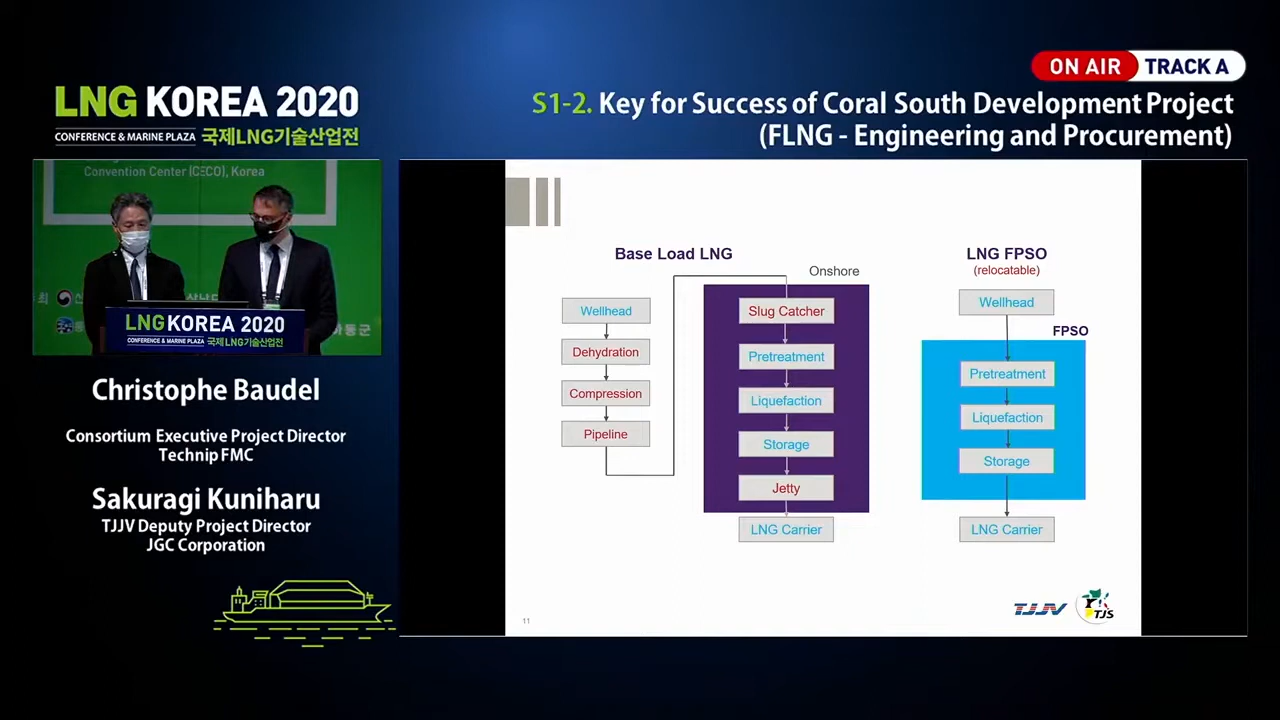 ON AIR TRACK A
LNG KOREA 2020
CONFERENCE & MARINE PLAZA 국제LNG기술산업전
S1-2. Key for Success of Coral South Development Project
(FLNG - Engineering and Procurement)
Convention Center (CECO), Korea
LNG KOREA 2020
CONFERENCE & MARINE PLAZA 국제LNG기술산업전
Christophe Baudel
Consortium Executive Project Director
Technip FMC
Sakuragi Kuniharu
TJJV Deputy Project Director
JGC Corporation
Base Load LNG
Onshore
Wellhead
Dehydration
Compression
Pipeline
Slug Catcher
Pretreatment
Liquefaction
Storage
Jetty
LNG Carrier
LNG FPSO
(relocatable)
Wellhead
FPSO
Pretreatment
Liquefaction
Storage
LNG Carrier
11
TJJV
TJS